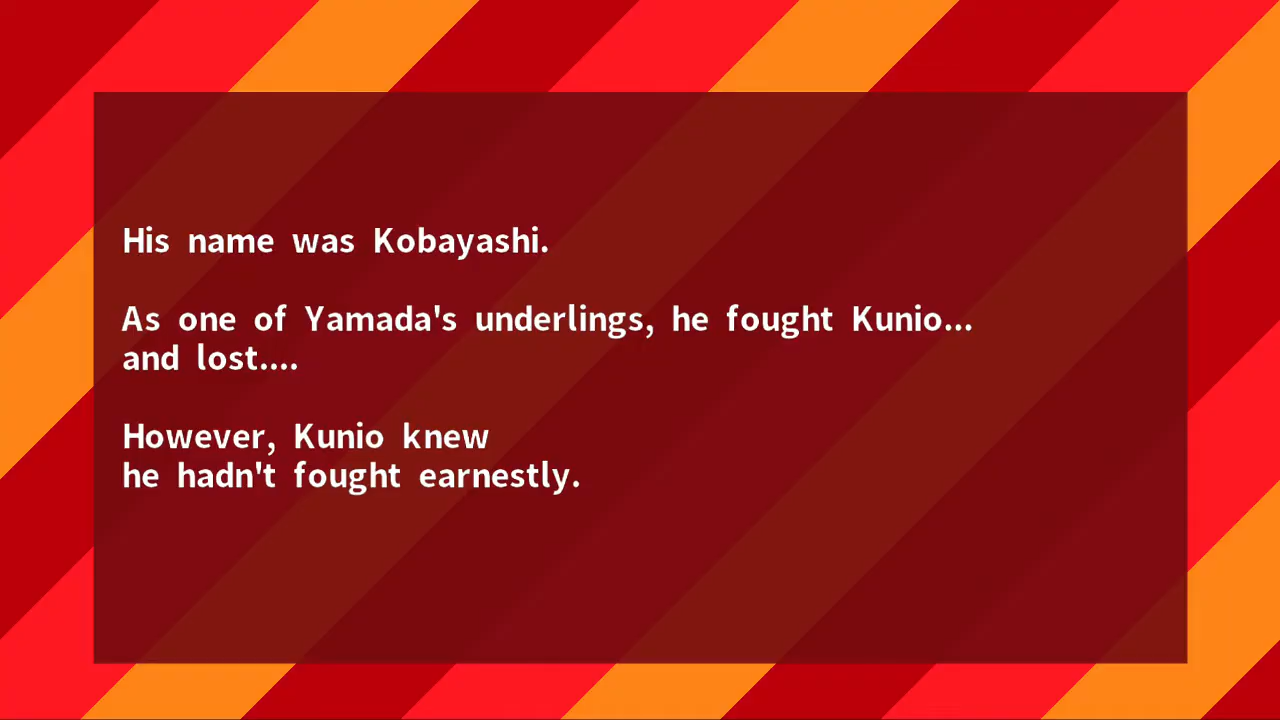 His name was Kobayashi.
As one of Yamada's underlings, he fought Kunio...
and lost....
However, Kunio knew
he hadn't fought earnestly.